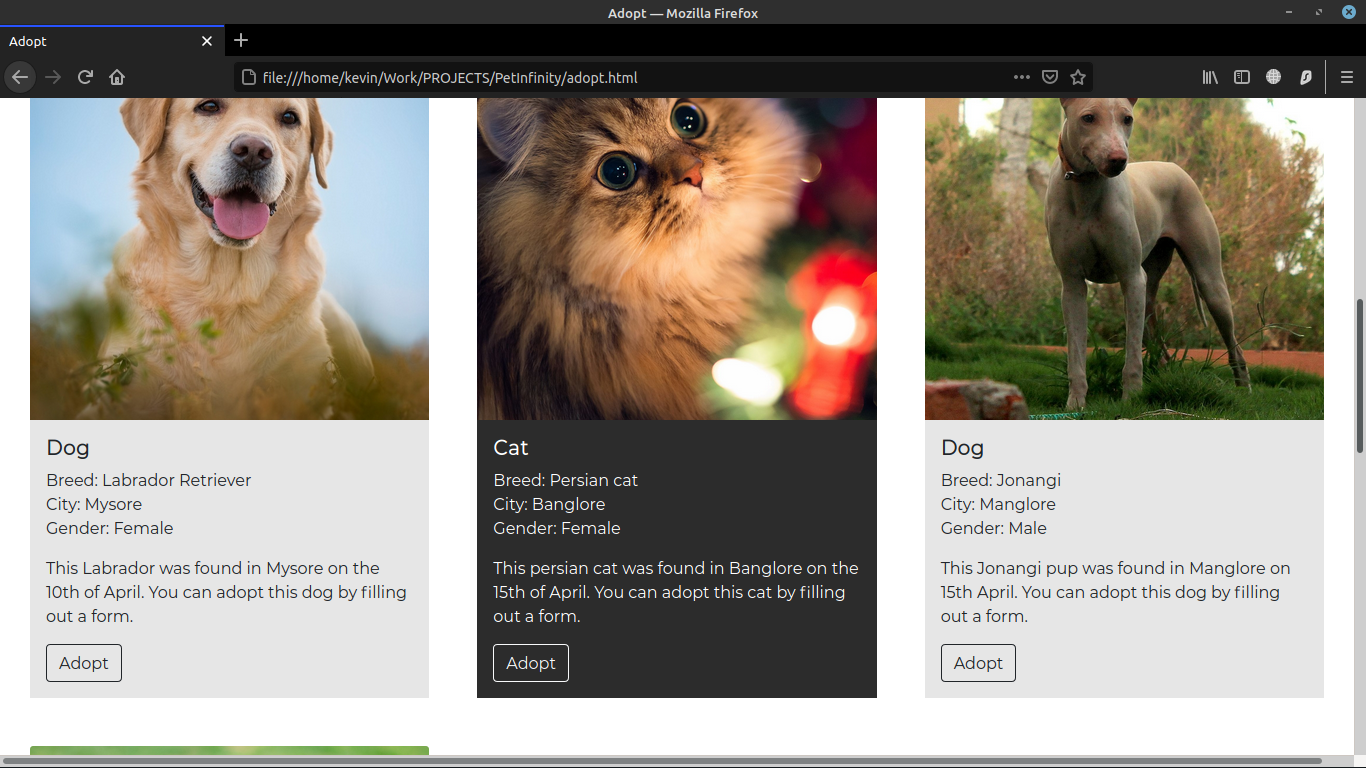 Adopt — Mozilla Firefox
Adopt
file:///home/kevin/Work/PROJECTS/PetInfinity/adopt.html
Dog
Breed: Labrador Retriever
City: Mysore
Gender: Female
This Labrador was found in Mysore on the
10th of April. You can adopt this dog by filling
out a form.
Adopt
Cat
Breed: Persian cat
City: Banglore
Gender: Female
This persian cat was found in Banglore on the
15th of April. You can adopt this cat by filling
out a form.
Adopt
Dog
Breed: Jonangi
City: Manglore
Gender: Male
This Jonangi pup was found in Manglore on
15th April. You can adopt this dog by filling
out a form.
Adopt